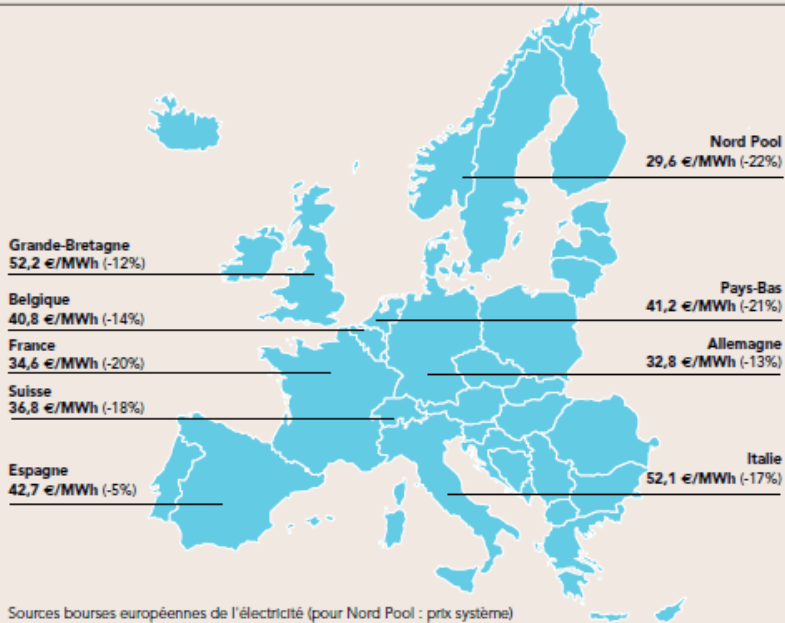 Nord Pool
29,6 €/MWh (-22%)
Grande-Bretagne
52,2 €/MWh (-12%)
Belgique
40,8 €/MWh (-14%)
Pays-Bas
41,2 €/MWh (-21%)
France
34,6 €/MWh (-20%)
Allemagne
32,8 €/MWh (-13%)
Suisse
36,8 €/MWh (-18%)
Espagne
42,7 €/MWh (-5%)
Italie
52,1 €/MWh (-17%)
Sources bourses européennes de l'électricité (pour Nord Pool : prix système)